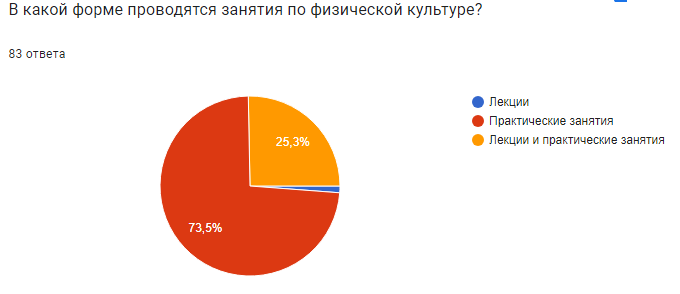 В какой форме проводятся занятия по физической культуре?
83 ответа
Лекции
Практические занятия
Лекции и практические занятия
25,3%
73,5%